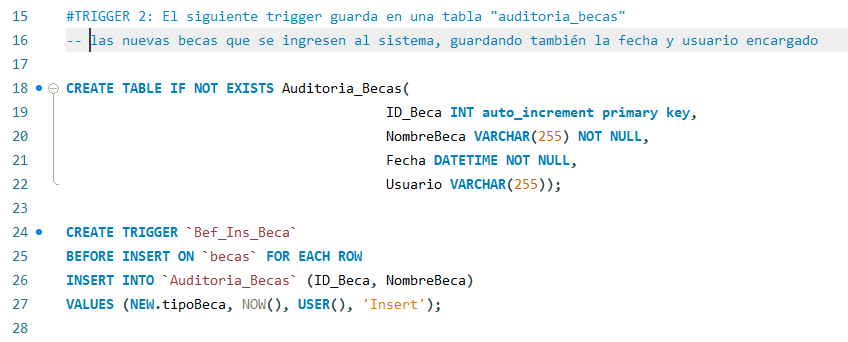 15 #TRIGGER 2: El siguiente trigger guarda en una tabla "auditoria_becas"
16 -- las nuevas becas que se ingresen al sistema, guardando también la fecha y usuario encargado
17
18 CREATE TABLE IF NOT EXISTS Auditoria_Becas(
19 ID_Beca INT auto_increment primary key,
20 NombreBeca VARCHAR(255) NOT NULL,
21 Fecha DATETIME NOT NULL,
22 Usuario VARCHAR(255));
23
24 CREATE TRIGGER `Bef_Ins_Beca`
25 BEFORE INSERT ON `becas` FOR EACH ROW
26 INSERT INTO `Auditoria_Becas` (ID_Beca, NombreBeca)
27 VALUES (NEW.tipoBeca, NOW(), USER(), 'Insert');
28